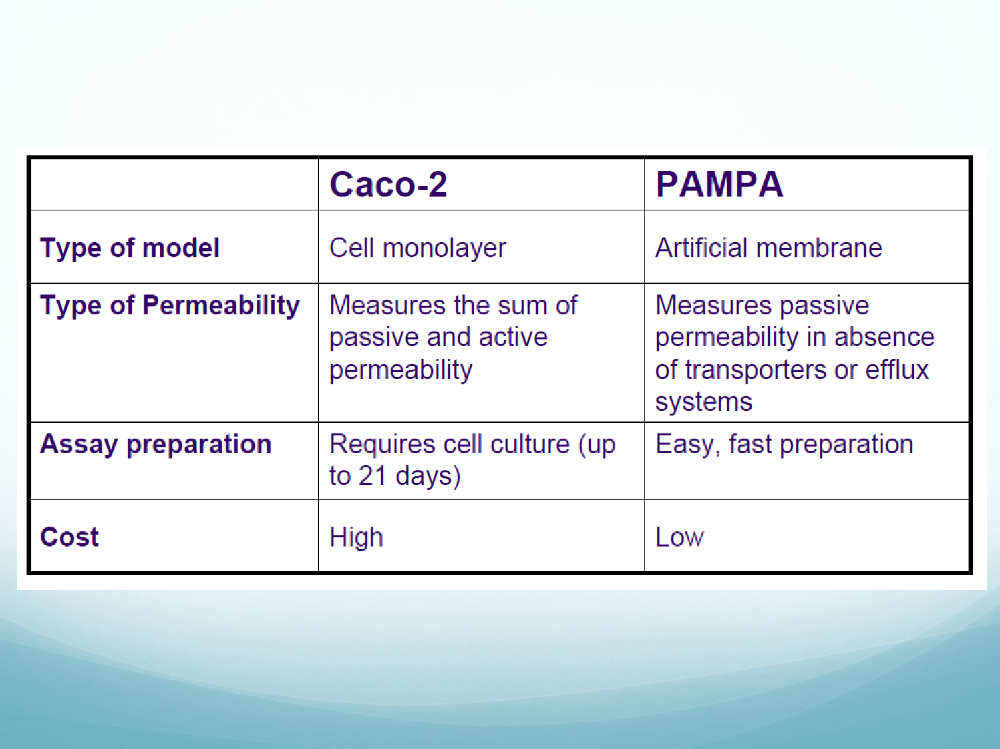 Caco-2 PAMPA
Type of model Cell monolayer Artificial membrane
Type of Permeability Measures the sum of Measures passive
passive and active permeability in absence
permeability of transporters or efflux
systems
Assay preparation Requires cell culture (up Easy, fast preparation
to 21 days)
Cost High Low